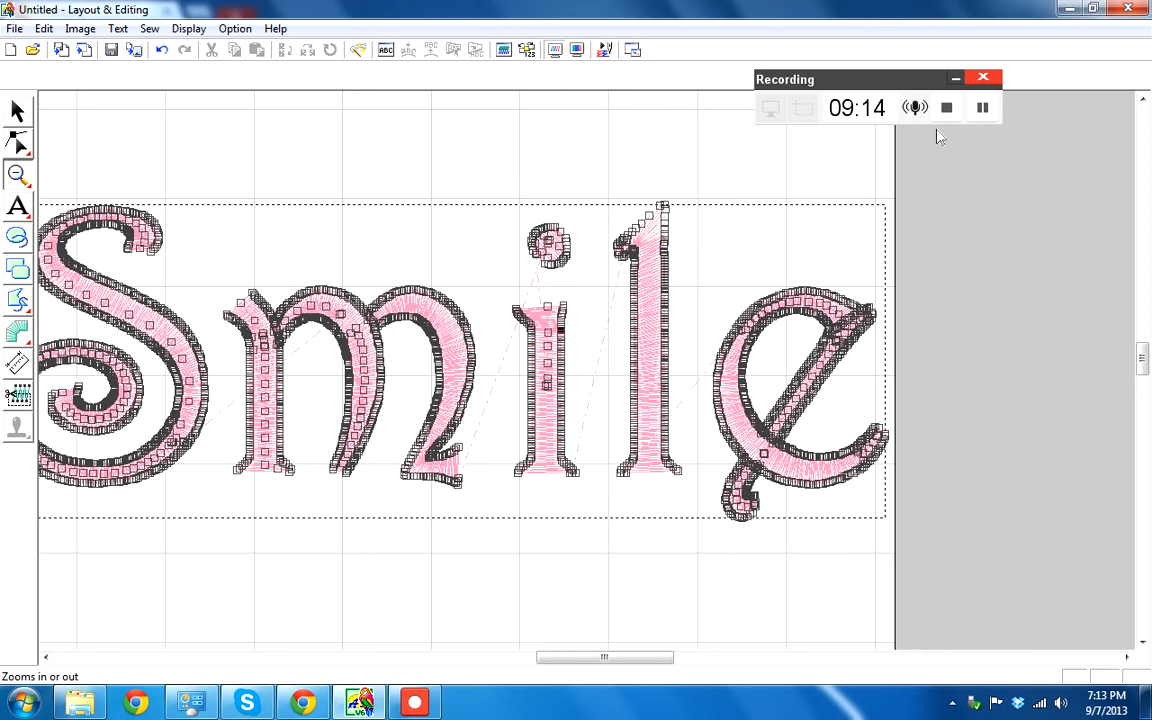 Untitled - Layout & Editing
File Edit Image Text Sew Display Option Help
ABC
Recording
09:14
A
Smile
Zooms in or out
7:13 PM
9/7/2013